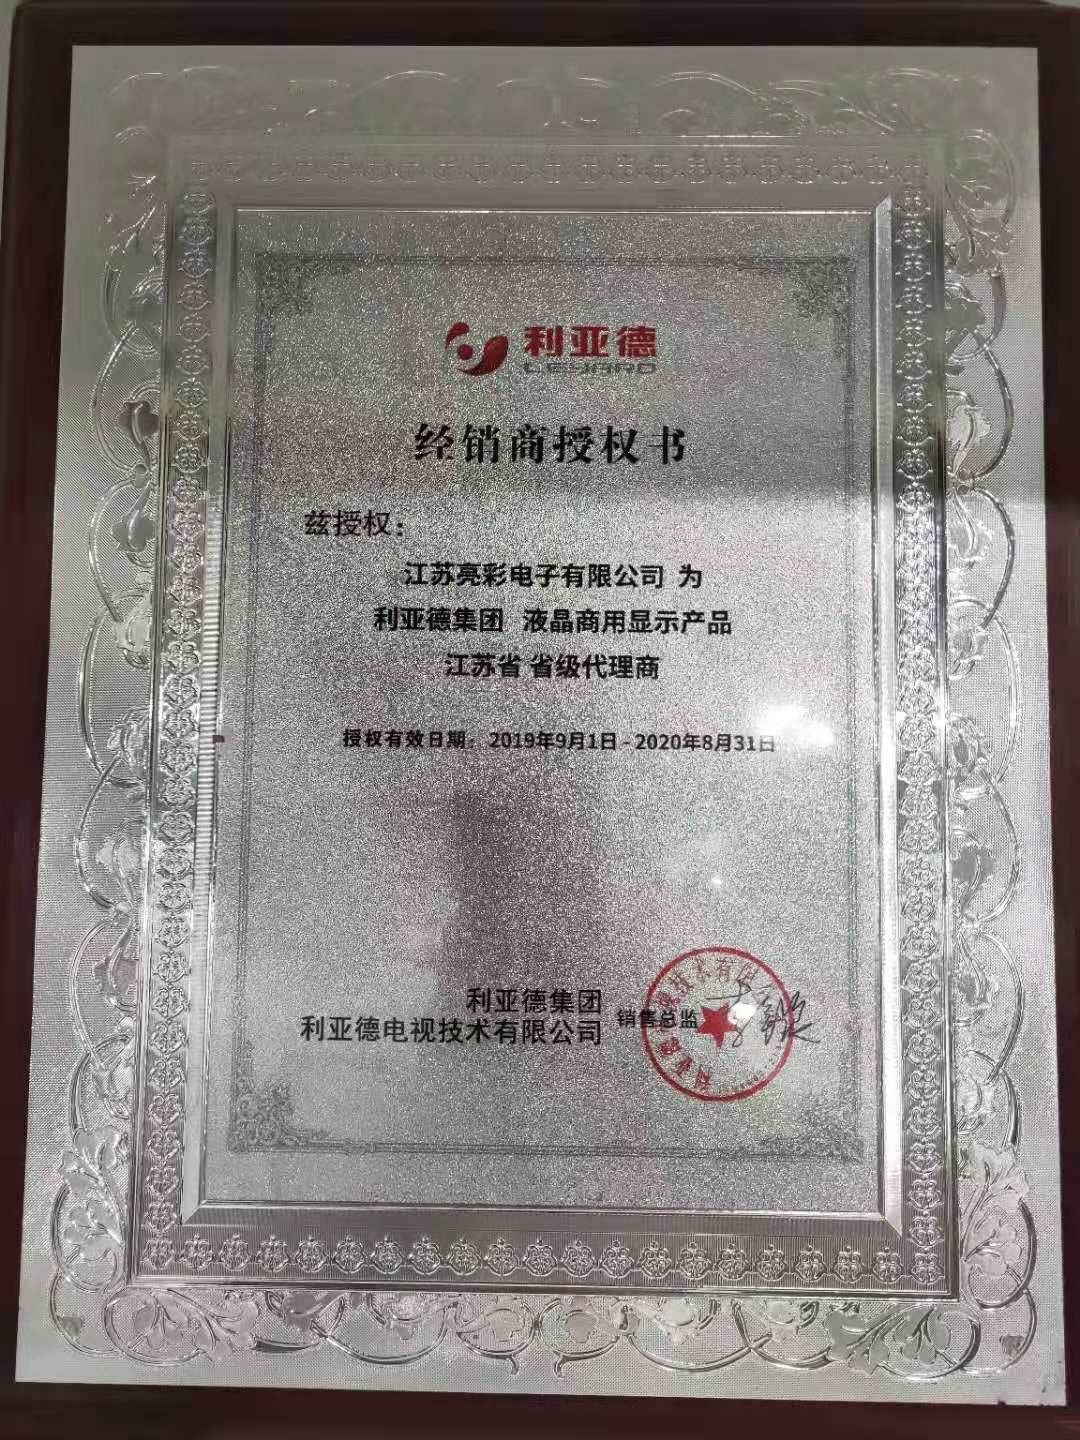 利亚德
LEYARD
经销商授权书
兹授权：
江苏亮彩电子有限公司 为
利亚德集团 液晶商用显示产品
江苏省 省级代理商
授权有效日期：2019年9月1日-2020年8月31日
利亚德集团
利亚德电视技术有限公司
销售总监